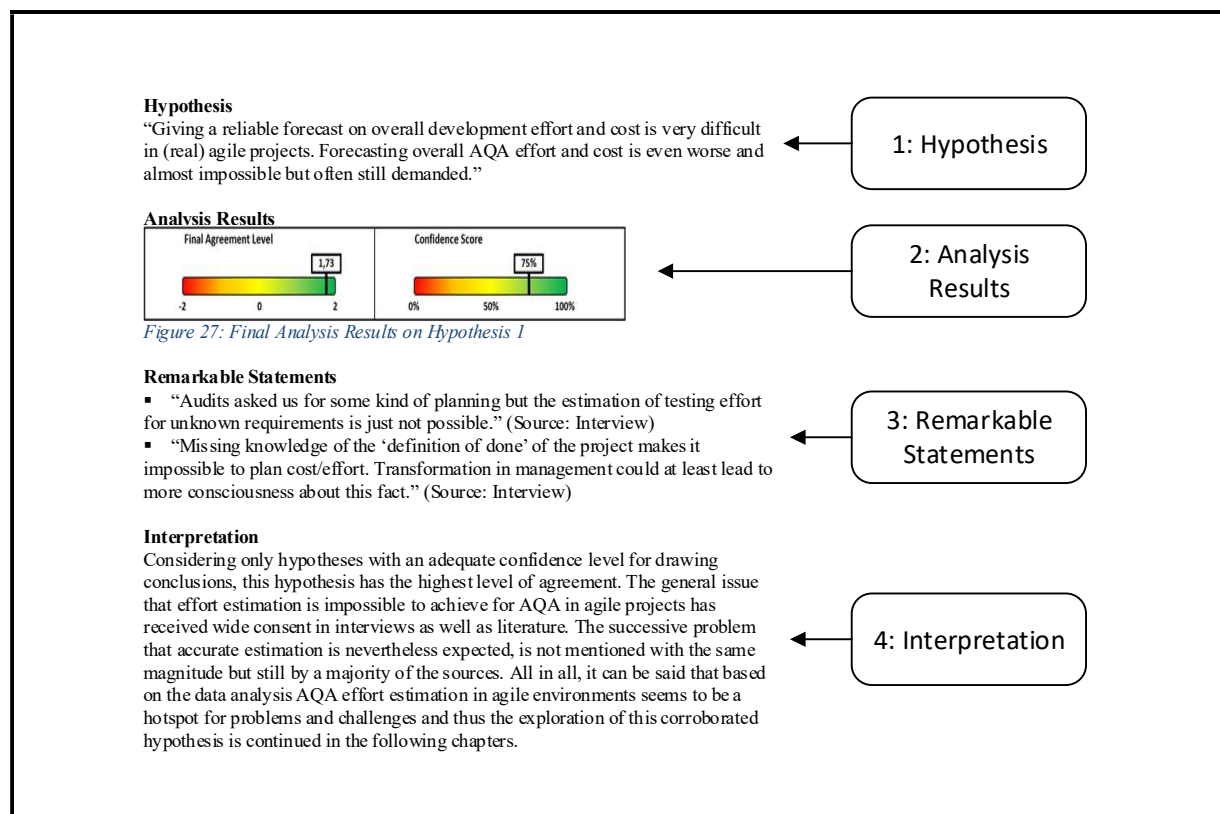 Hypothesis
“Giving a reliable forecast on overall development effort and cost is very difficult
in (real) agile projects. Forecasting overall AQA effort and cost is even worse and
almost impossible but often still demanded.”
1: Hypothesis
Analysis Results
Final Agreement Level
1,73
-2 0 2
Confidence Score
75%
0% 50% 100%
Figure 27: Final Analysis Results on Hypothesis 1
2: Analysis
Results
Remarkable Statements
▪ “Audits asked us for some kind of planning but the estimation of testing effort
for unknown requirements is just not possible.” (Source: Interview)
▪ “Missing knowledge of the ‘definition of done’ of the project makes it
impossible to plan cost/effort. Transformation in management could at least lead to
more consciousness about this fact.” (Source: Interview)
3: Remarkable
Statements
Interpretation
Considering only hypotheses with an adequate confidence level for drawing
conclusions, this hypothesis has the highest level of agreement. The general issue
that effort estimation is impossible to achieve for AQA in agile projects has
received wide consent in interviews as well as literature. The successive problem
that accurate estimation is nevertheless expected, is not mentioned with the same
magnitude but still by a majority of the sources. All in all, it can be said that based
on the data analysis AQA effort estimation in agile environments seems to be a
hotspot for problems and challenges and thus the exploration of this corroborated
hypothesis is continued in the following chapters.
4: Interpretation